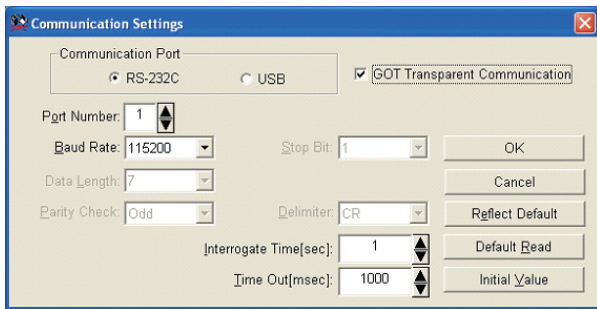 Communication Settings
Communication Port
RS-232C USB
GOT Transparent Communication
Port Number: 1
Baud Rate: 115200 Stop Bit: 1 OK
Data Length: 7 Cancel
Parity Check: Odd Delimiter: CR Reflect Default
Interrogate Time[sec]: 1 Default Read
Time Out[msec]: 1000 Initial Value